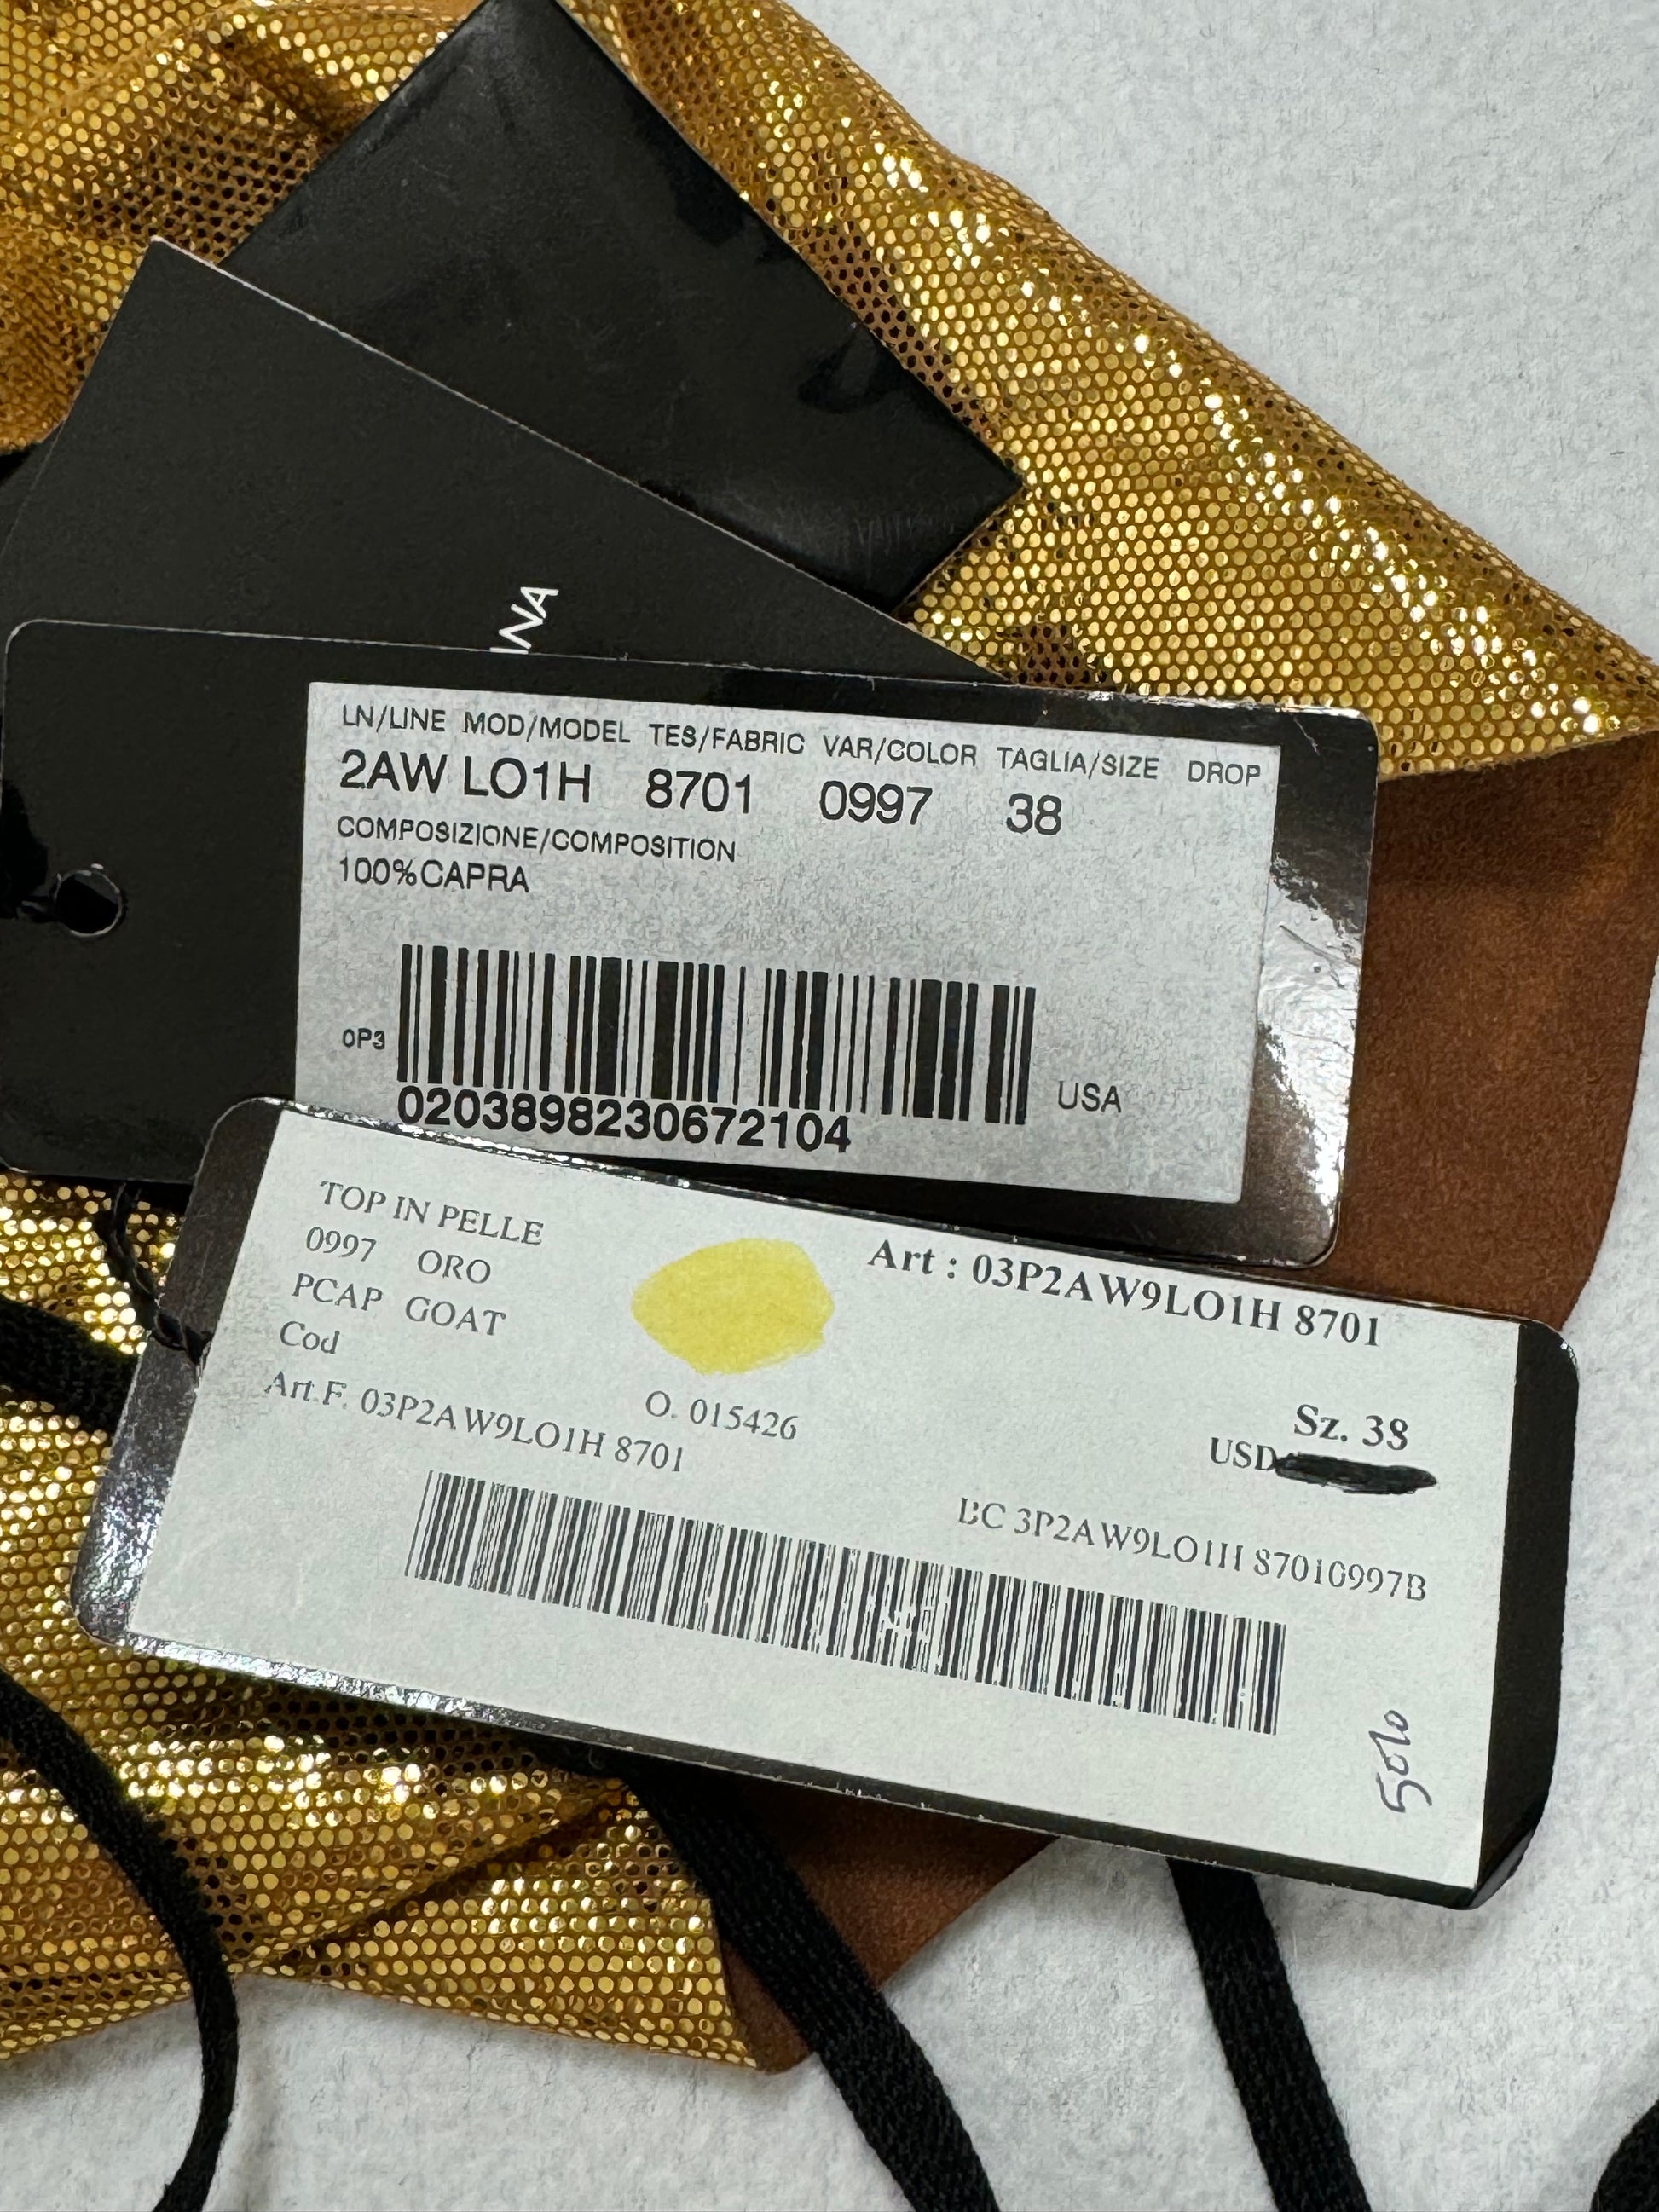 INA
LN/LINE MOD/MODEL TES/FABRIC VAR/COLOR TAGLIA/SIZE DROP
2AW LO1H 8701 0997 38
COMPOSIZIONE/COMPOSITION
100%CAPRA
0P3
USA
0203898230672104
TOP IN PELLE
0997 ORO
PCAP GOAT
Cod
Art.F. 03P2AW9LO1H 8701
O. 015426
Art : 03P2AW9LO1H 8701
Sz. 38
USD
BC 3P2AW9LO1H 87010997B